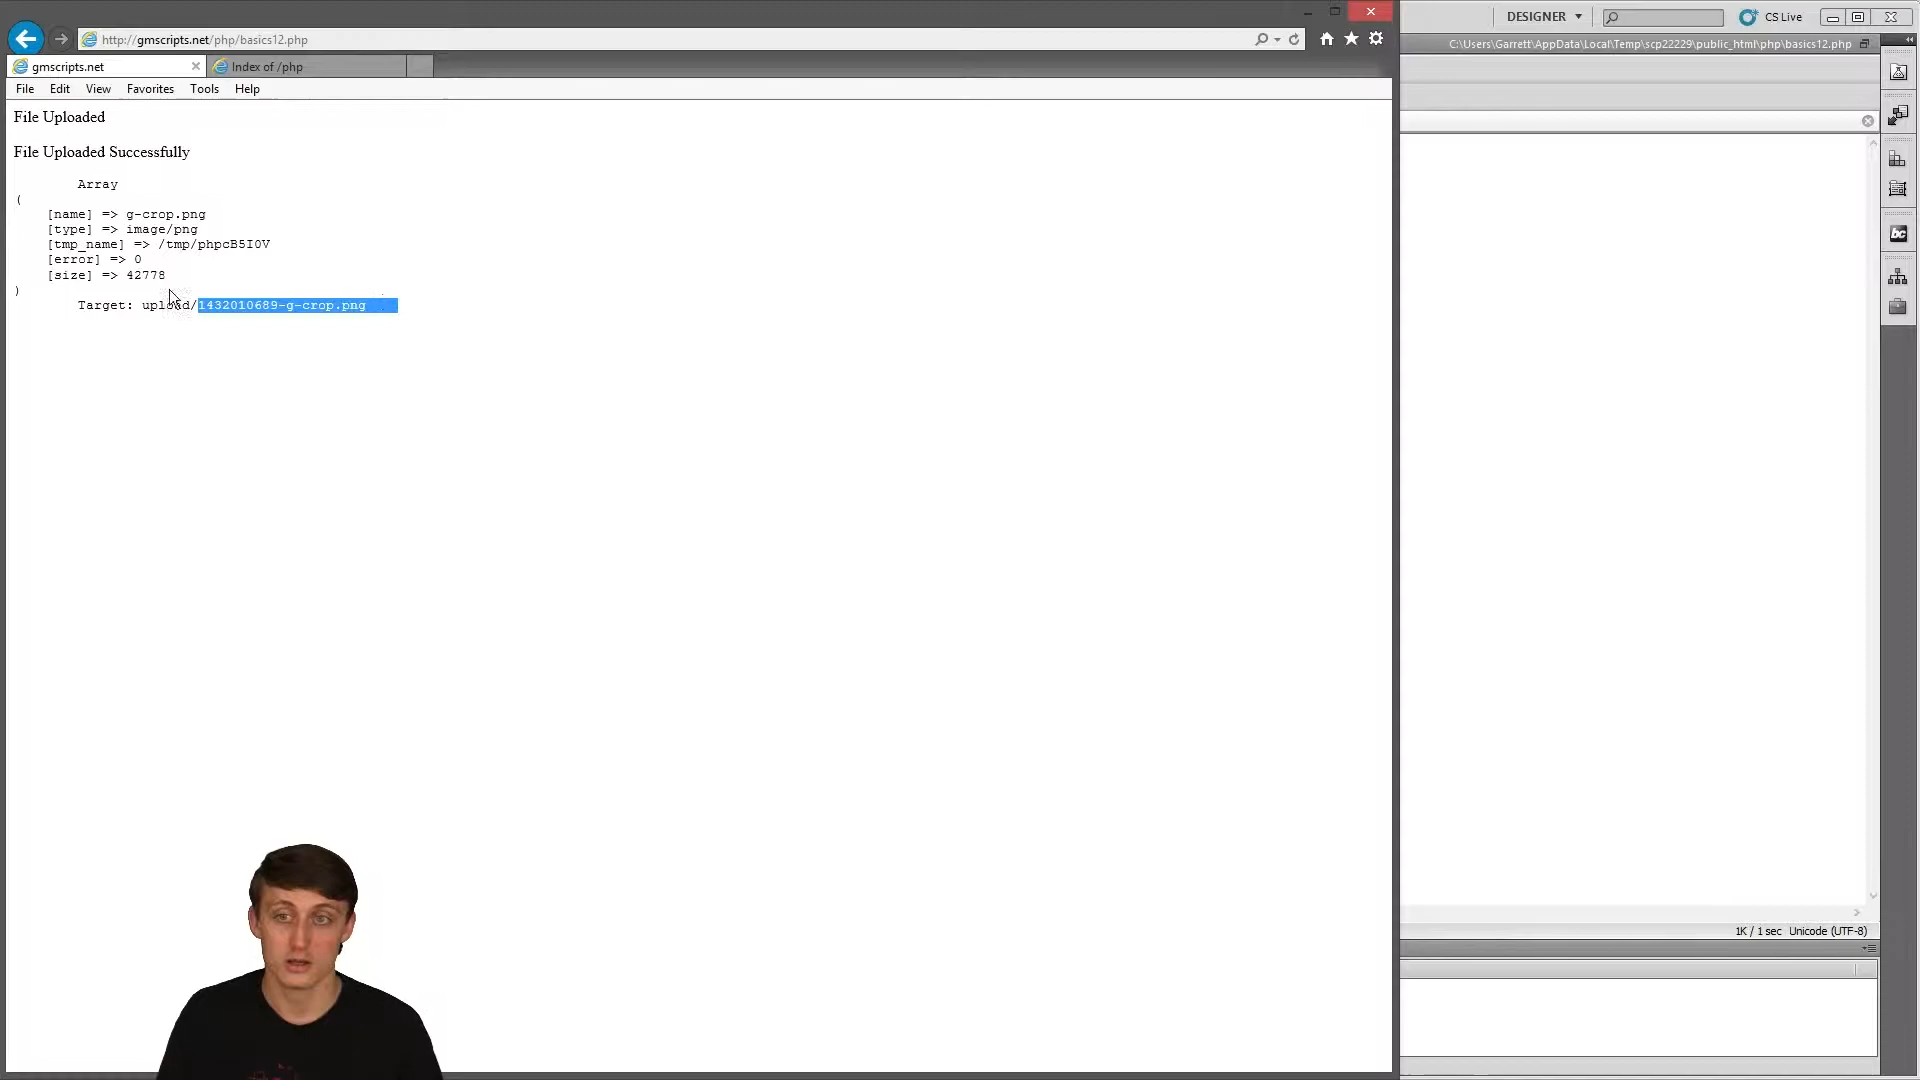 DESIGNER
CS Live
http://gmscripts.net/php/basics12.php
C:\Users\Garrett\AppData\Local\Temp\scp22229\public_html\php\basics12.php
gmscripts.net
Index of /php
File Edit View Favorites Tools Help
File Uploaded
File Uploaded Successfully
Array
(
[name] => g-crop.png
[type] => image/png
[tmp_name] => /tmp/phpcB5I0V
[error] => 0
[size] => 42778
)
Target: upload/1432010689-g-crop.png
bc
1K / 1 sec Unicode (UTF-8)